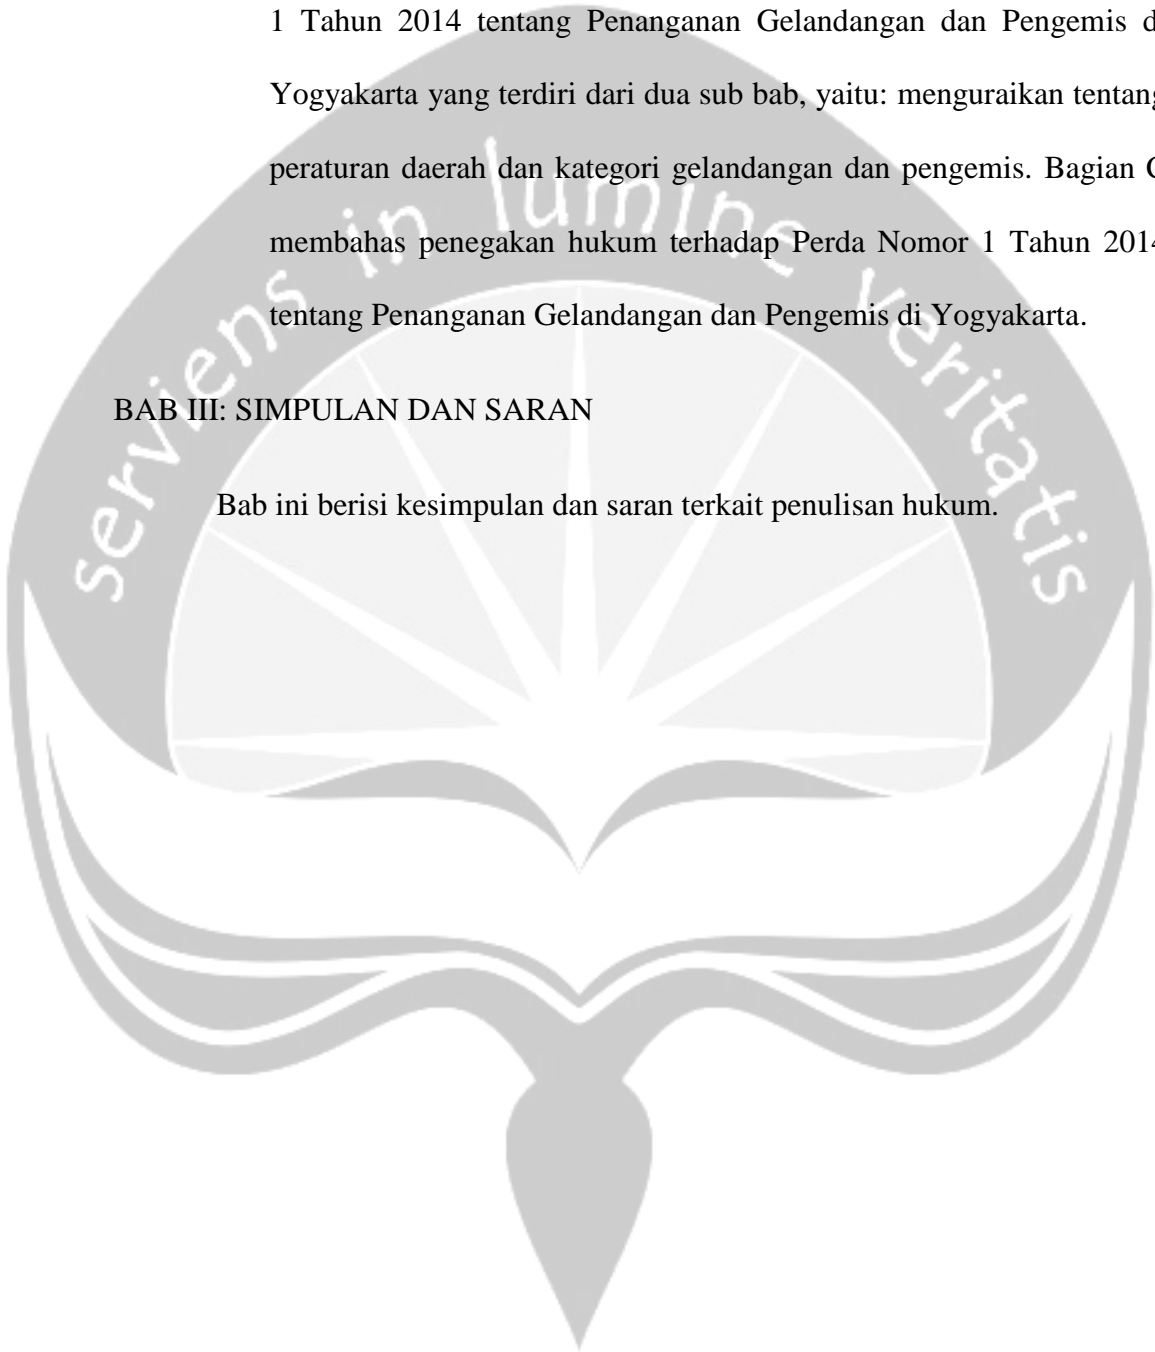 1 Tahun 2014 tentang Penanganan Gelandangan dan Pengemis d
Yogyakarta yang terdiri dari dua sub bab, yaitu: menguraikan tentang
peraturan daerah dan kategori gelandangan dan pengemis. Bagian C
membahas penegakan hukum terhadap Perda Nomor 1 Tahun 2014
tentang Penanganan Gelandangan dan Pengemis di Yogyakarta.
BAB III: SIMPULAN DAN SARAN
Bab ini berisi kesimpulan dan saran terkait penulisan hukum.
serviens in lumine veritatis